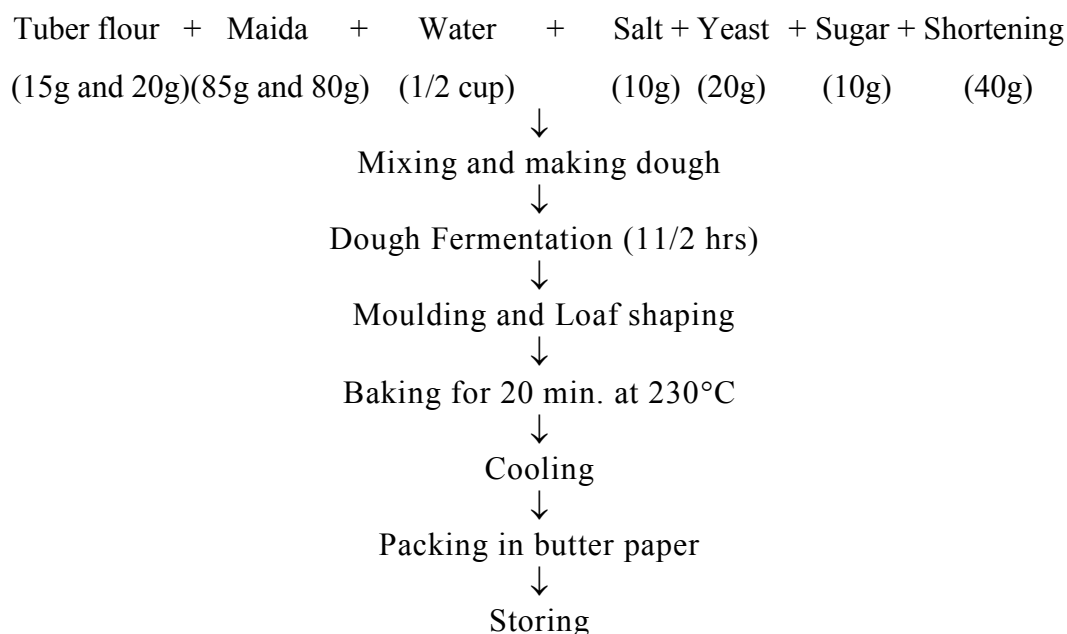 Tuber flour + Maida + Water + Salt + Yeast + Sugar + Shortening
(15g and 20g)(85g and 80g) (1/2 cup) (10g) (20g) (10g) (40g)
↓
Mixing and making dough
↓
Dough Fermentation (11/2 hrs)
↓
Moulding and Loaf shaping
↓
Baking for 20 min. at 230°C
↓
Cooling
↓
Packing in butter paper
↓
Storing